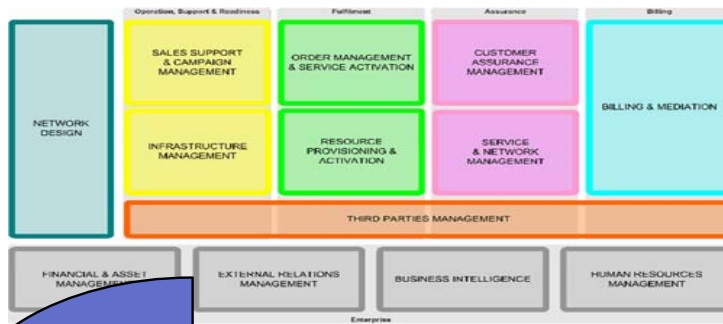 Operation, Support & Readiness
Fulfilment
Assurance
Billing
NETWORK
DESIGN
SALES SUPPORT
& CAMPAIGN
MANAGEMENT
ORDER MANAGEMENT
& SERVICE ACTIVATION
CUSTOMER
ASSURANCE
MANAGEMENT
BILLING & MEDIATION
INFRASTRUCTURE
MANAGEMENT
RESOURCE
PROVISIONING &
ACTIVATION
SERVICE
& NETWORK
MANAGEMENT
THIRD PARTIES MANAGEMENT
FINANCIAL & ASSET
MANAGEMENT
EXTERNAL RELATIONS
MANAGEMENT
BUSINESS INTELLIGENCE
HUMAN RESOURCES
MANAGEMENT
Enterprise